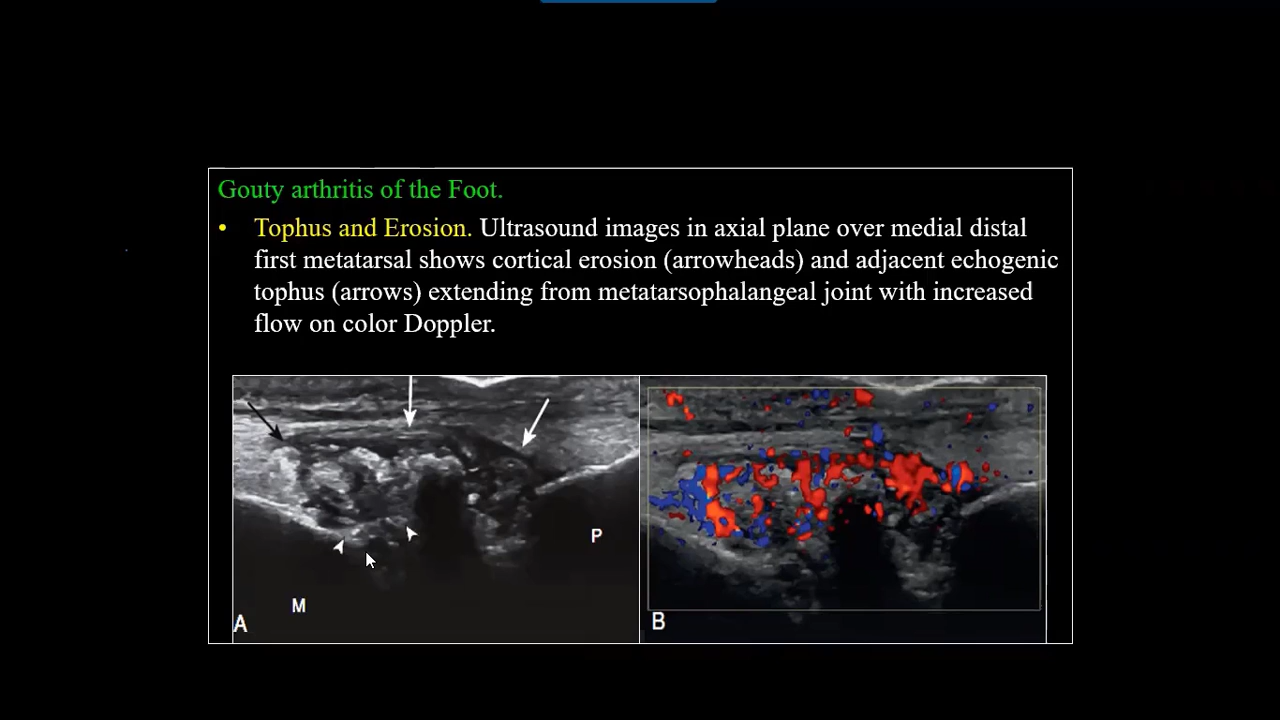 Gouty arthritis of the Foot.
• Tophus and Erosion. Ultrasound images in axial plane over medial distal
first metatarsal shows cortical erosion (arrowheads) and adjacent echogenic
tophus (arrows) extending from metatarsophalangeal joint with increased
flow on color Doppler.
P
M
A
B